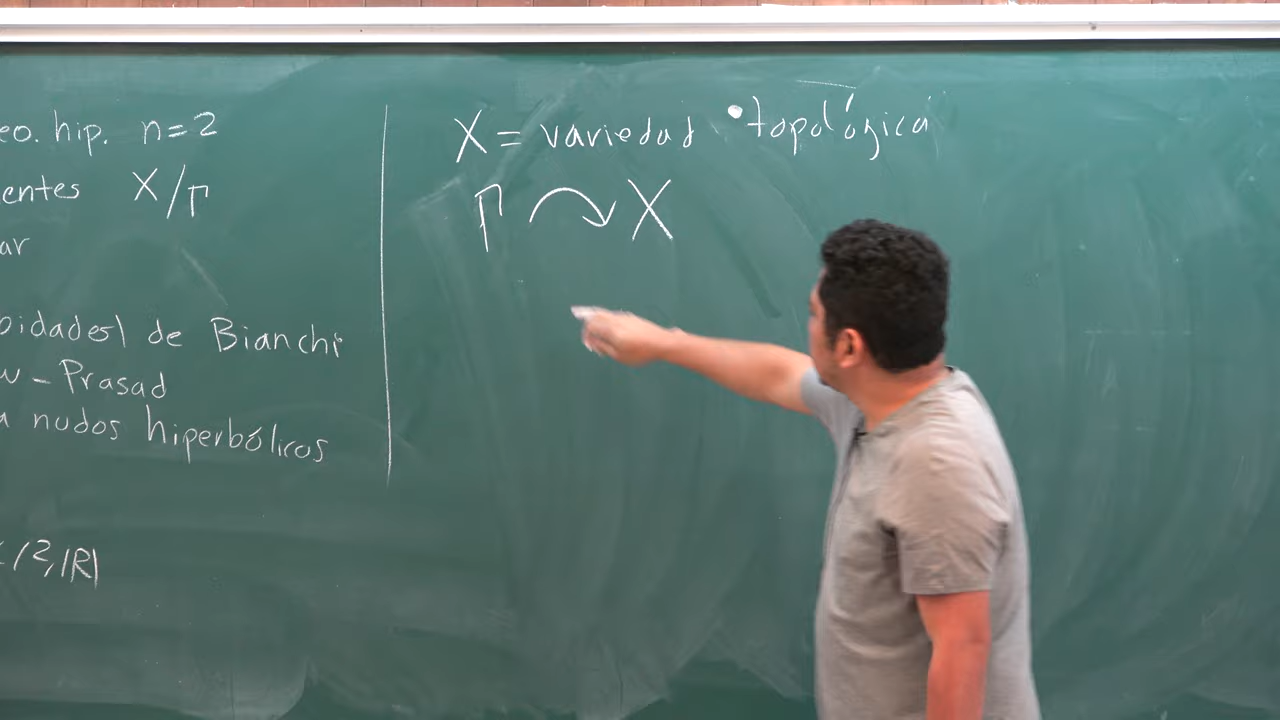 eo. hip. n=2
entes X/Γ
ar
oidades) de Bianchi
w - Prasad
a nudos hiperbólicos
(2, ℝ)
X = variedad • topológica
Γ ↷ X